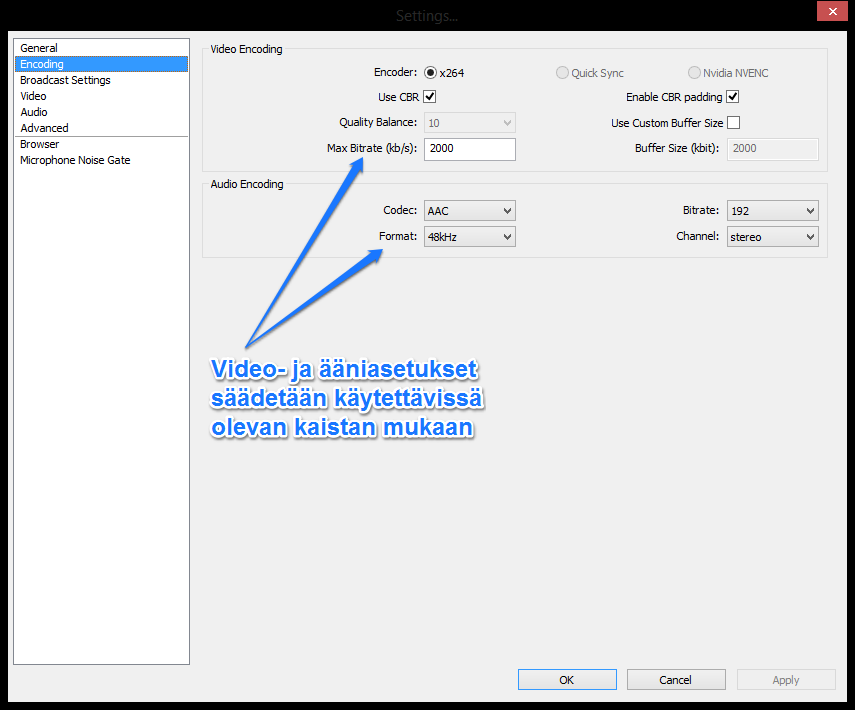 Settings...
General
Encoding
Broadcast Settings
Video
Audio
Advanced
Browser
Microphone Noise Gate
Video Encoding
Encoder: x264 Quick Sync Nvidia NVENC
Use CBR Enable CBR padding
Quality Balance: 10 Use Custom Buffer Size
Max Bitrate (kb/s): 2000 Buffer Size (kbit): 2000
Audio Encoding
Codec: AAC Bitrate: 192
Format: 48kHz Channel: stereo
Video- ja ääniasetukset
säädetään käytettävissä
olevan kaistan mukaan
OK Cancel Apply